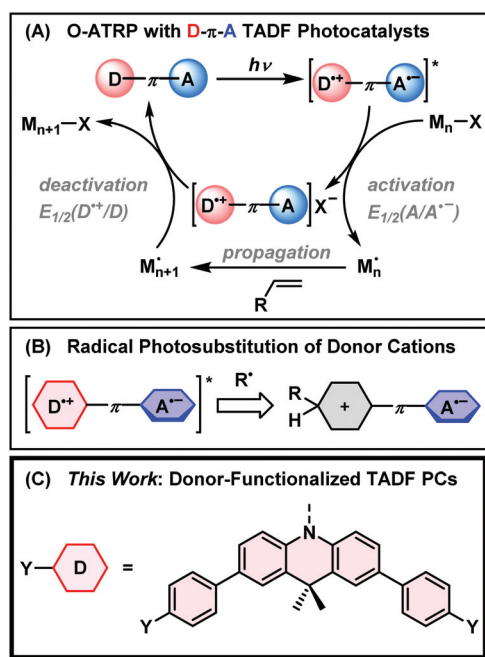 (A) O-ATRP with D-π-A TADF Photocatalysts
D π A hν [D•+ π A•−]*
Mn+1—X Mn—X
deactivation [D•+ A]X− activation
E1/2(D•+/D) E1/2(A/A•−)
propagation
M•n+1 M•n
R
(B) Radical Photosubstitution of Donor Cations
[D•+ π A•−]* R• R H + π A•−
(C) This Work: Donor-Functionalized TADF PCs
N
Y D =
Y Y